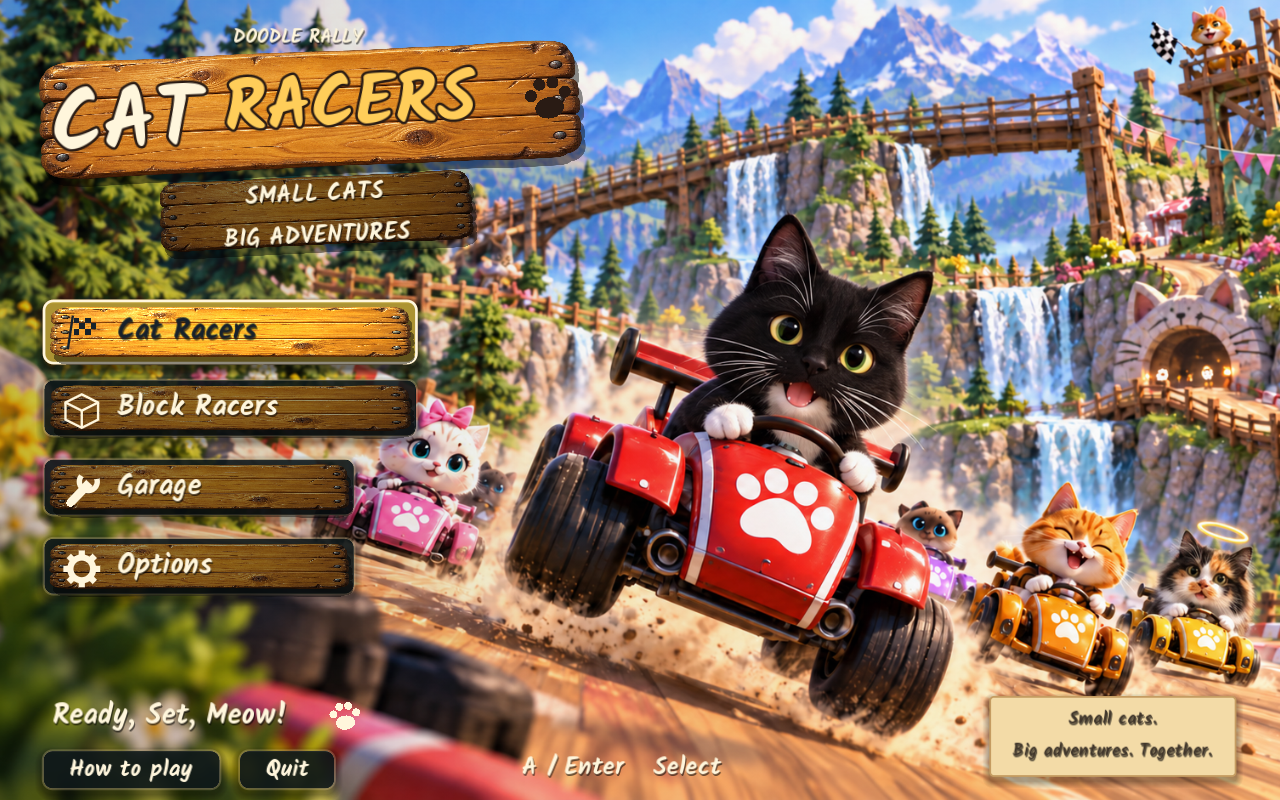 DOODLE RALLY
CAT RACERS
SMALL CATS
BIG ADVENTURES
Cat Racers
Block Racers
Garage
Options
Ready, Set, Meow!
How to play
Quit
A / Enter Select
Small cats.
Big adventures. Together.